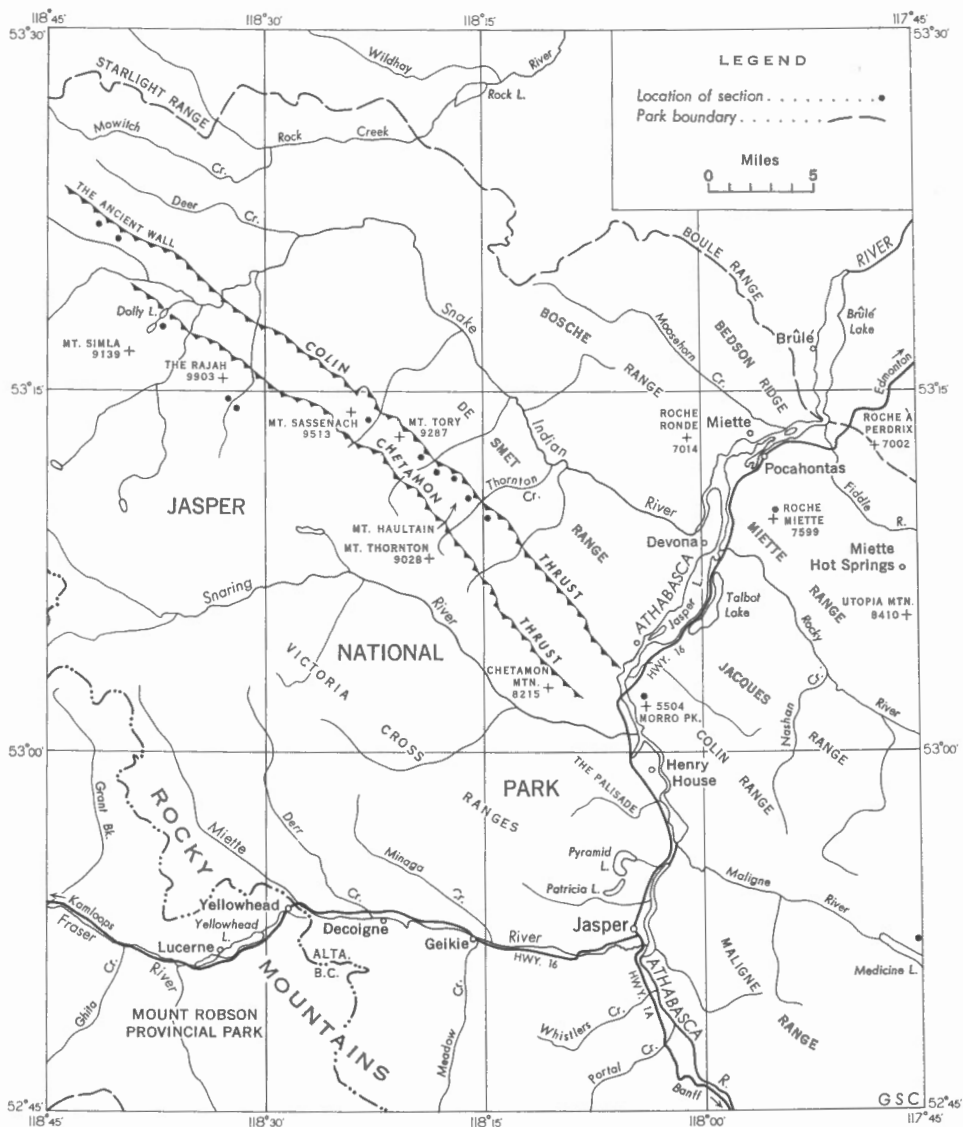 118°45'
118°30'
118°15'
117°45'
53°30'
53°30'
LEGEND
Location of section
Park boundary
Miles
0 5
STARLIGHT RANGE
Wildhay River
Rock L.
Mowitch Cr.
Rock Creek
THE ANCIENT WALL
Deer Cr.
BOULE RANGE
RIVER
Dolly L.
Snake Indian River
BOSCHE RANGE
Moosehorn Cr.
BEDSON RIDGE
Brûlé
Brûlé Lake
MT. SIMLA
9139
COLIN THRUST
THE RAJAH
9903
Edmonton
53°15'
53°15'
MT. SASSENACH
9513
MT. TORY
9287
DE SMET RANGE
ROCHE RONDE
7014
Miette
ROCHE À PERDRIX
7002
CHETAMON THRUST
Pocahontas
JASPER
Thornton Cr.
Fiddle R.
MT. HAULTAIN
MT. THORNTON
9028
ROCHE MIETTE
7599
MIETTE RANGE
Devona
Miette Hot Springs
ATHABASCA
Jasper L.
Talbot Lake
UTOPIA MTN.
8410
Snaring River
Rocky River
HWY. 16
NATIONAL
VICTORIA CROSS RANGES
CHETAMON MTN.
8215
JACQUES RANGE
Cr.
Nashan
5504
MORRO PK.
53°00'
53°00'
COLIN RANGE
Henry House
PARK
THE PALISADE
Grant Bk.
ROCKY MOUNTAINS
Miette
Derr Cr.
Minaga Cr.
Pyramid L.
Patricia L.
Maligne River
Kamloops
Yellowhead
Yellowhead L.
Fraser River
Lucerne
Decoigne
Geikie
River
HWY. 16
Jasper
ALTA.
B.C.
HWY. 1A
ATHABASCA R.
MALIGNE RANGE
Medicine L.
Ghita Cr.
MOUNT ROBSON
PROVINCIAL PARK
Meadow Cr.
Whistlers Cr.
Portal Cr.
Banff
GSC
52°45'
52°45'
118°45'
118°30'
118°15'
118°00'